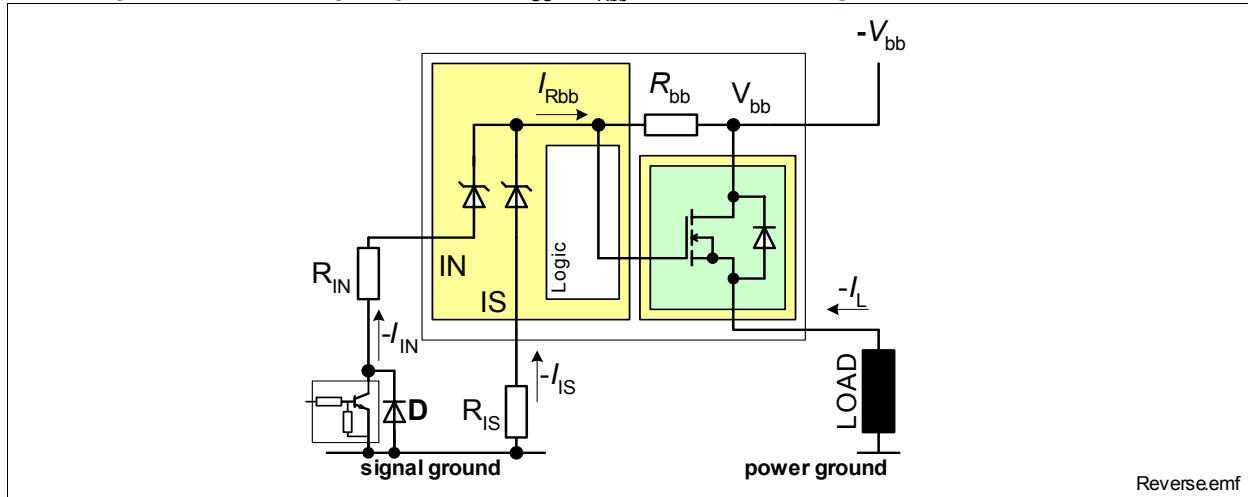 -Vbb
IRbb
Rbb
Vbb
Logic
IN
RIN
IS
-IL
-IIN
-IIS
LOAD
D
RIS
signal ground
power ground
Reverse.emf